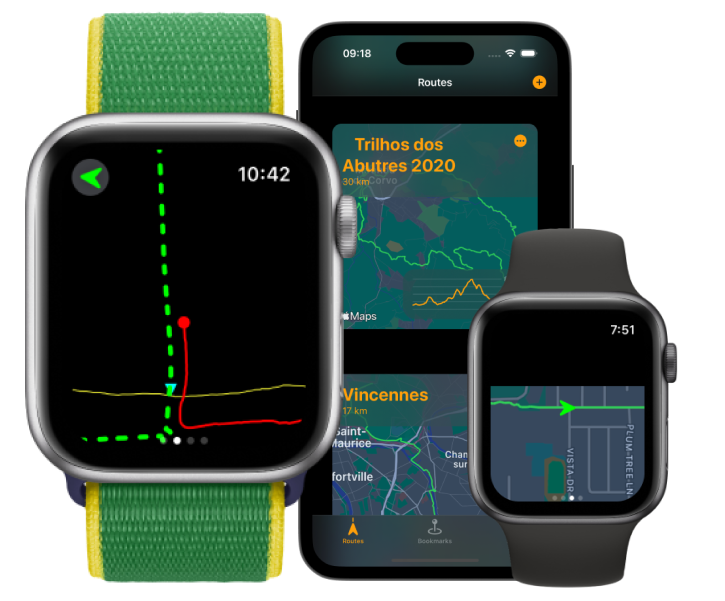 10:42
09:18
Routes
Trilhos dos
Abutres 2020
30 km
Corvo
Maps
Vincennes
17 km
Saint-
Maurice
fortville
Routes
Bookmarks
7:51
PLUM-TREE-LN
VISTA-DR